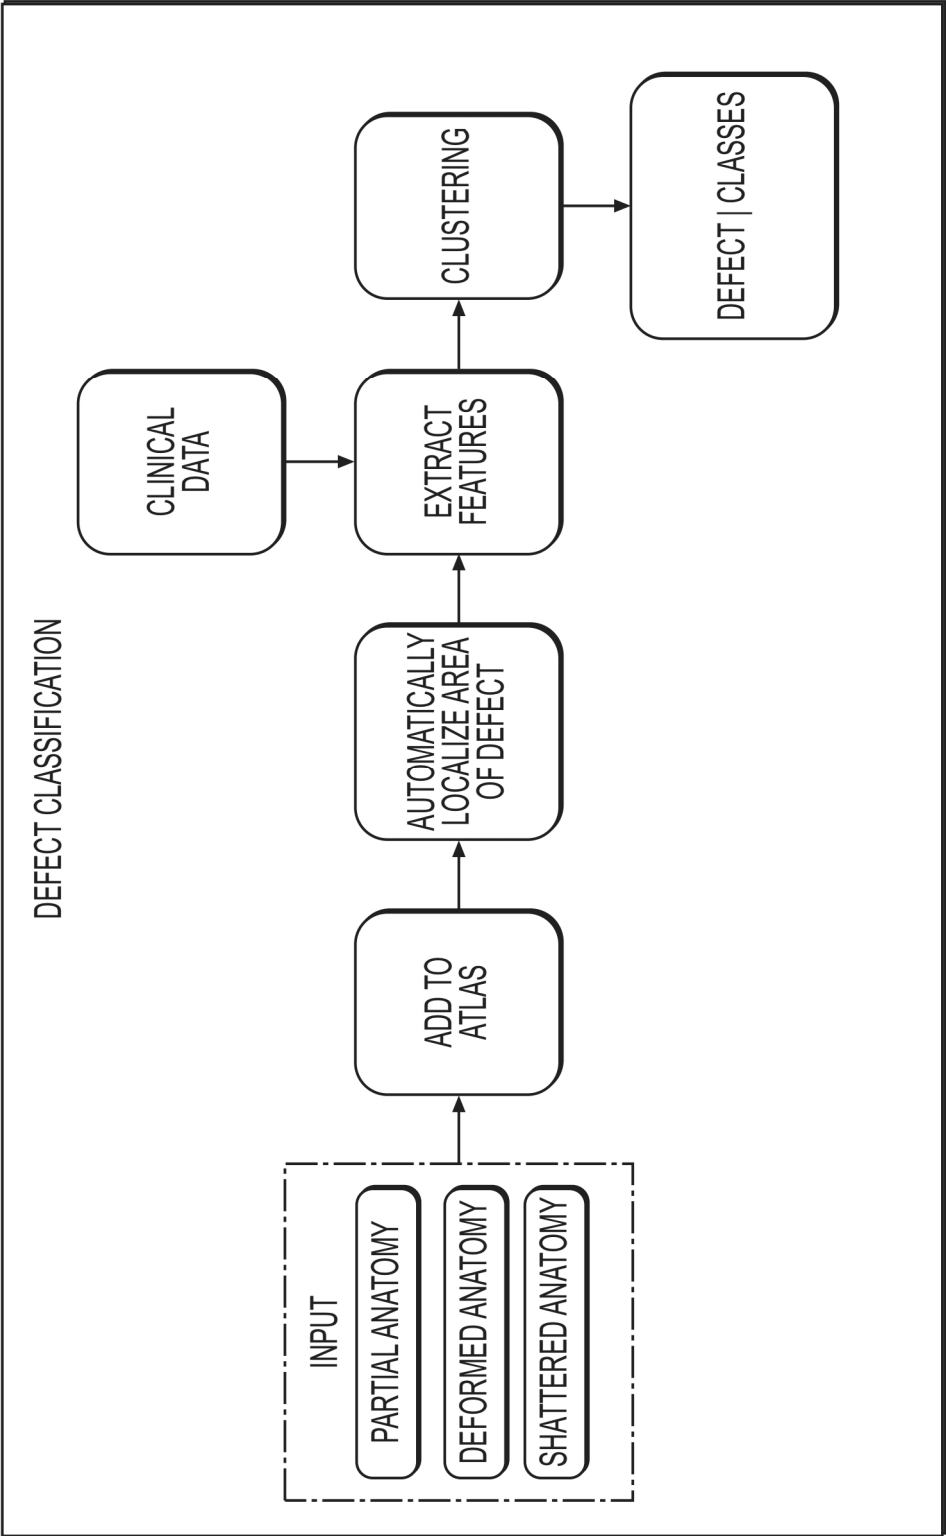 DEFECT CLASSIFICATION
INPUT
PARTIAL ANATOMY
DEFORMED ANATOMY
SHATTERED ANATOMY
ADD TO
ATLAS
AUTOMATICALLY
LOCALIZE AREA
OF DEFECT
CLINICAL
DATA
EXTRACT
FEATURES
CLUSTERING
DEFECT | CLASSES